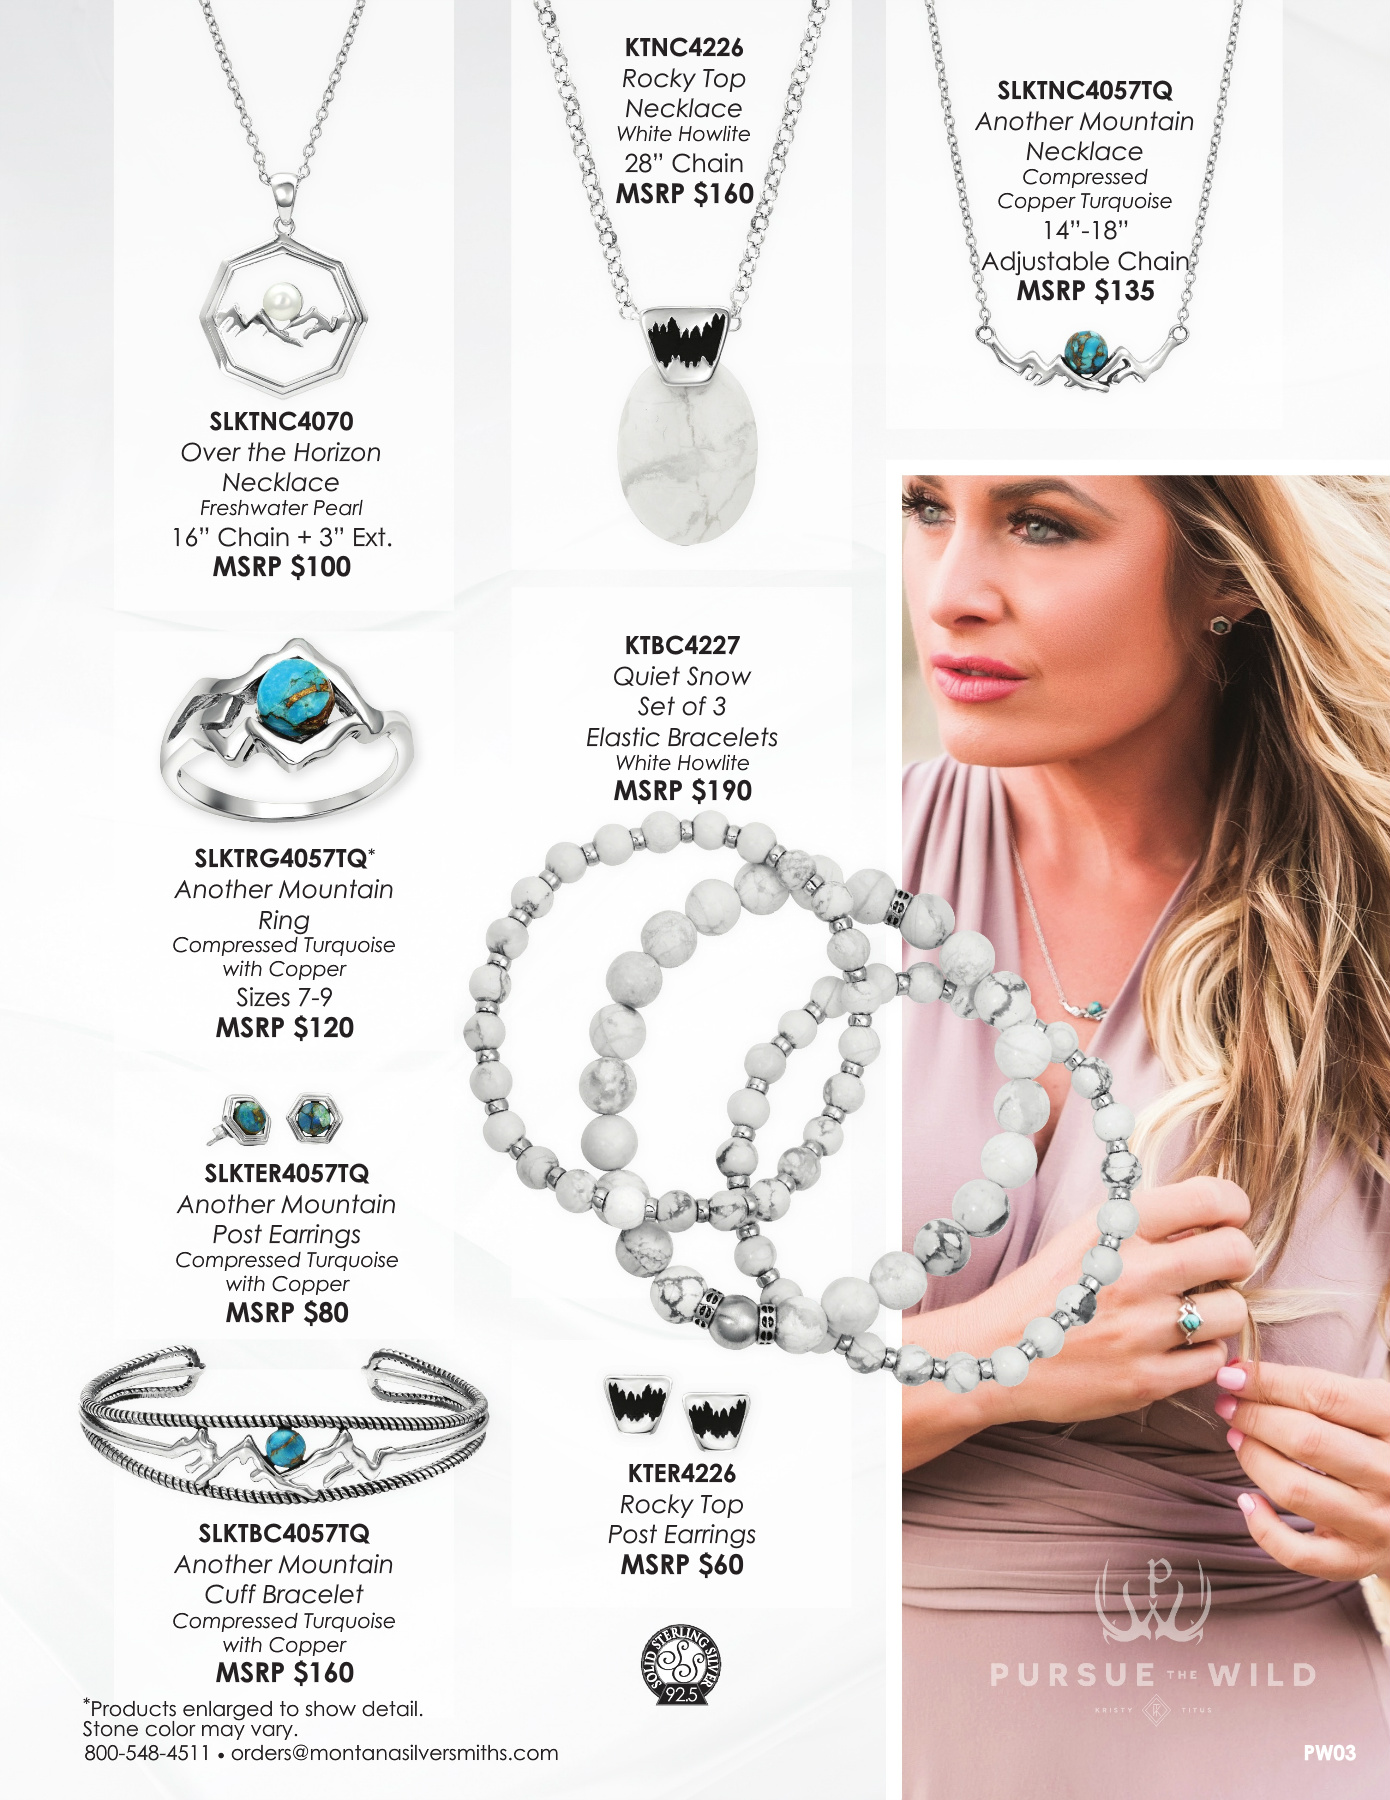 SLKTNC4070
Over the Horizon
Necklace
Freshwater Pearl
16” Chain + 3” Ext.
MSRP $100
KTNC4226
Rocky Top
Necklace
White Howlite
28” Chain
MSRP $160
SLKTNC4057TQ
Another Mountain
Necklace
Compressed
Copper Turquoise
14”-18”
Adjustable Chain
MSRP $135
SLKTRG4057TQ*
Another Mountain
Ring
Compressed Turquoise
with Copper
Sizes 7-9
MSRP $120
KTBC4227
Quiet Snow
Set of 3
Elastic Bracelets
White Howlite
MSRP $190
SLKTER4057TQ
Another Mountain
Post Earrings
Compressed Turquoise
with Copper
MSRP $80
SLKTBC4057TQ
Another Mountain
Cuff Bracelet
Compressed Turquoise
with Copper
MSRP $160
KTER4226
Rocky Top
Post Earrings
MSRP $60
SOLID STERLING SILVER
92.5
*Products enlarged to show detail.
Stone color may vary.
800-548-4511 • orders@montanasilversmiths.com
P
PURSUE THE WILD
KRISTY TITUS
PW03